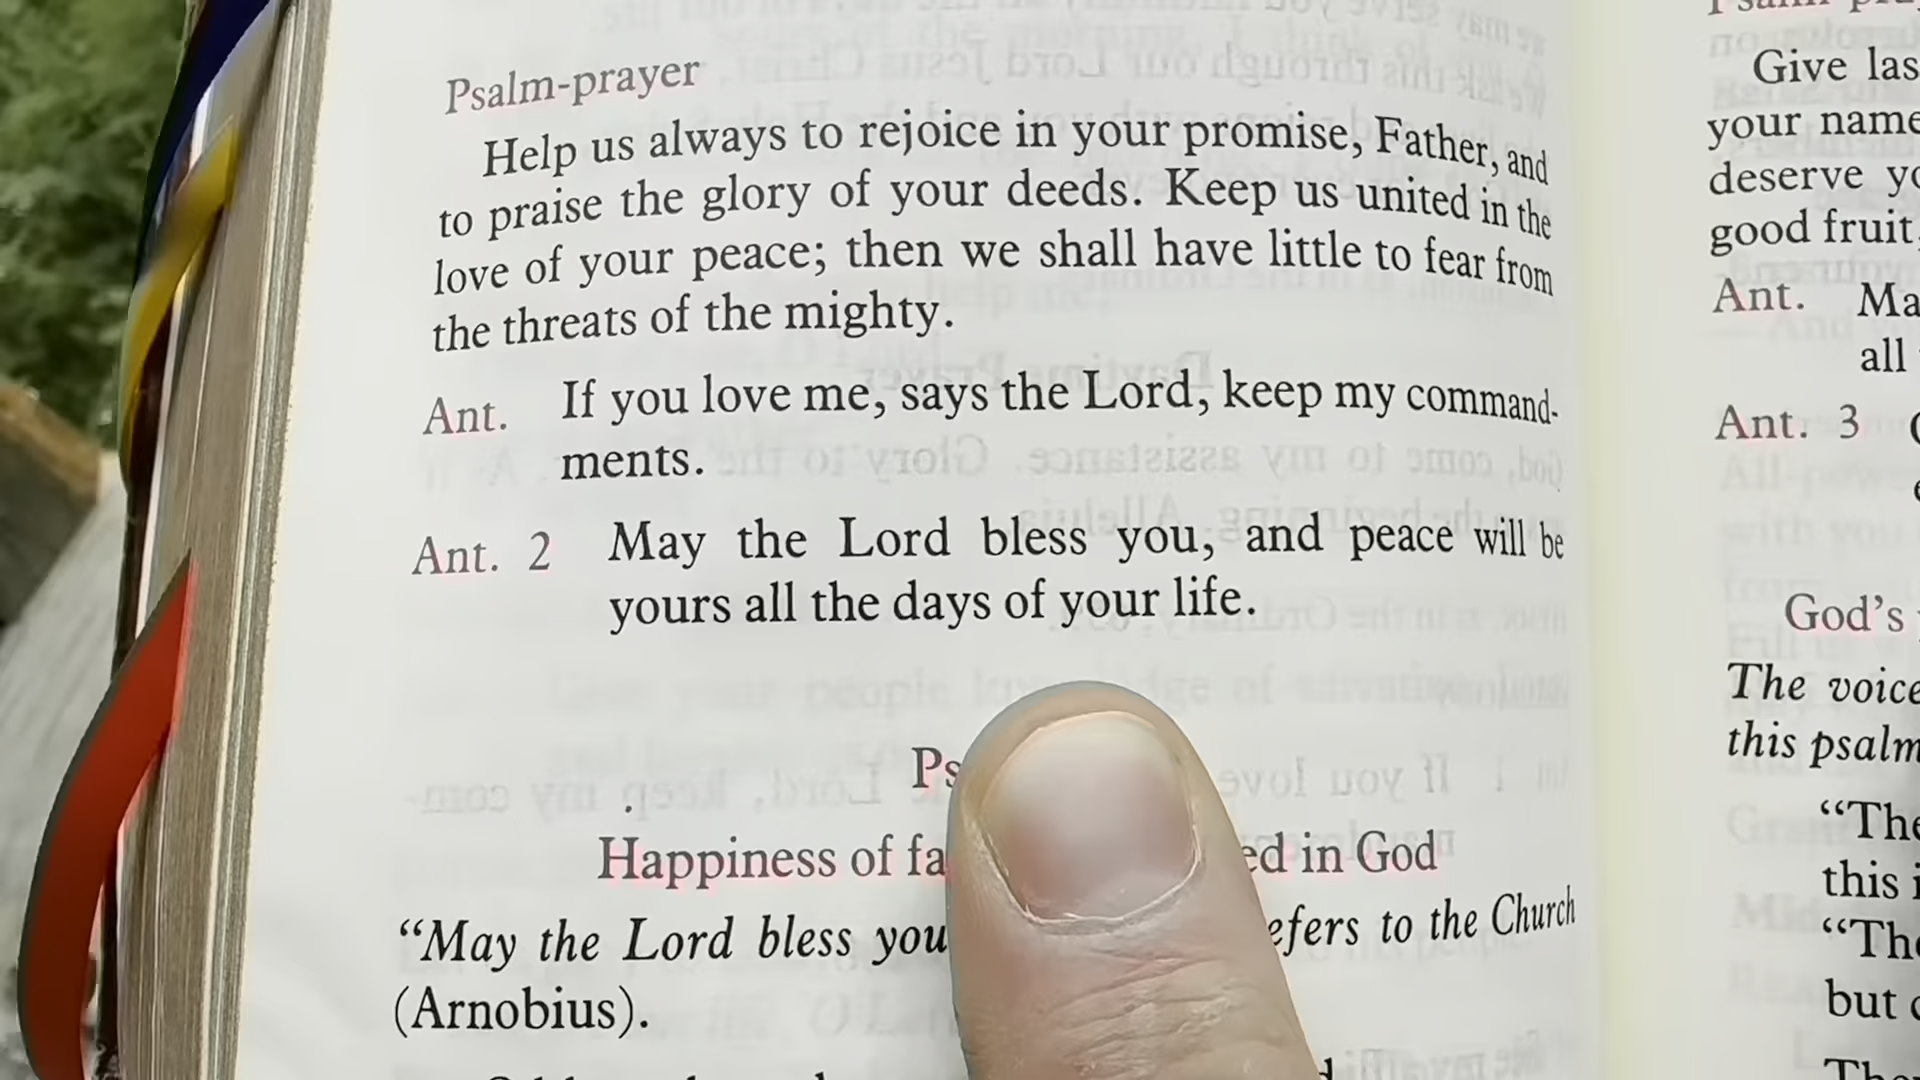 Psalm-prayer
Help us always to rejoice in your promise, Father, and
to praise the glory of your deeds. Keep us united in the
love of your peace; then we shall have little to fear from
the threats of the mighty.
Ant. If you love me, says the Lord, keep my command-
ments.
Ant. 2 May the Lord bless you, and peace will be
yours all the days of your life.
Ps
Happiness of fa ed in God
“May the Lord bless you efers to the Church
(Arnobius).
Give las
your name
deserve yo
good fruit,
Ant. Ma
all
Ant. 3
God’s
The voice
this psalm
“The
this i
“The
but